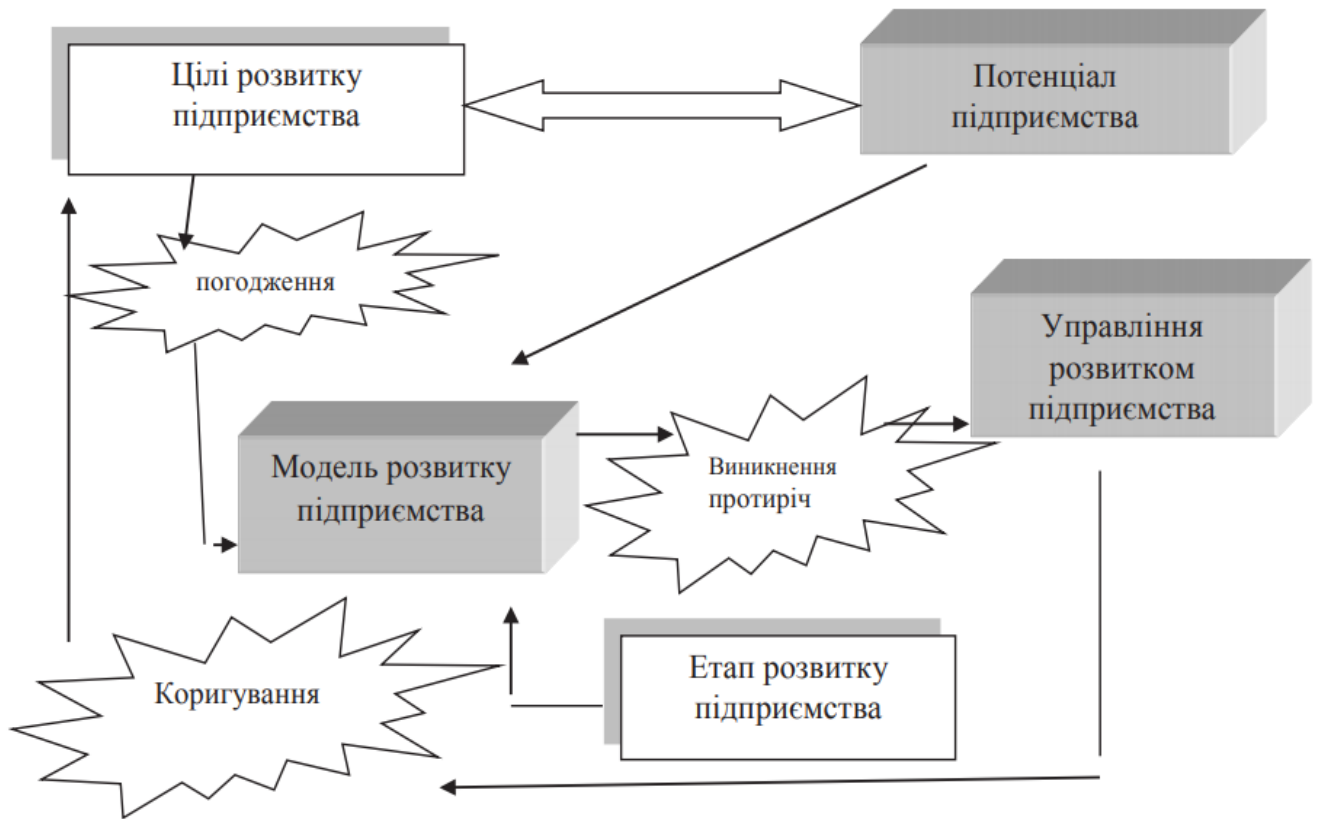 Цілі розвитку
підприємства
Потенціал
підприємства
погодження
Управління
розвитком
підприємства
Модель розвитку
підприємства
Виникнення
протиріч
Коригування
Етап розвитку
підприємства